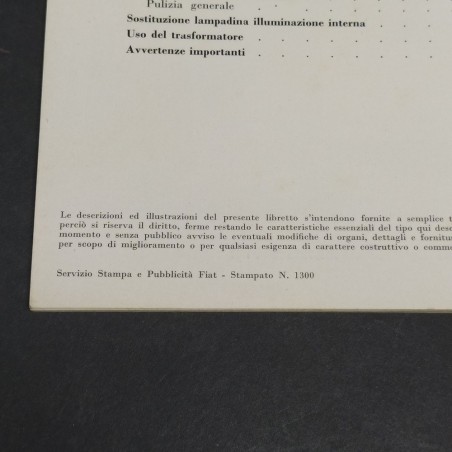 Pulizia generale . . . . . . .
Sostituzione lampadina illuminazione interna . . .
Uso del trasformatore . . . . . . .
Avvertenze importanti . . . . . . .
Le descrizioni ed illustrazioni del presente libretto s'intendono fornite a semplice
perciò si riserva il diritto, ferme restando le caratteristiche essenziali del tipo qui
momento e senza pubblico avviso le eventuali modifiche di organi, dettagli e
per scopo di miglioramento o per qualsiasi esigenza di carattere costruttivo o
Servizio Stampa e Pubblicità Fiat - Stampato N. 1300